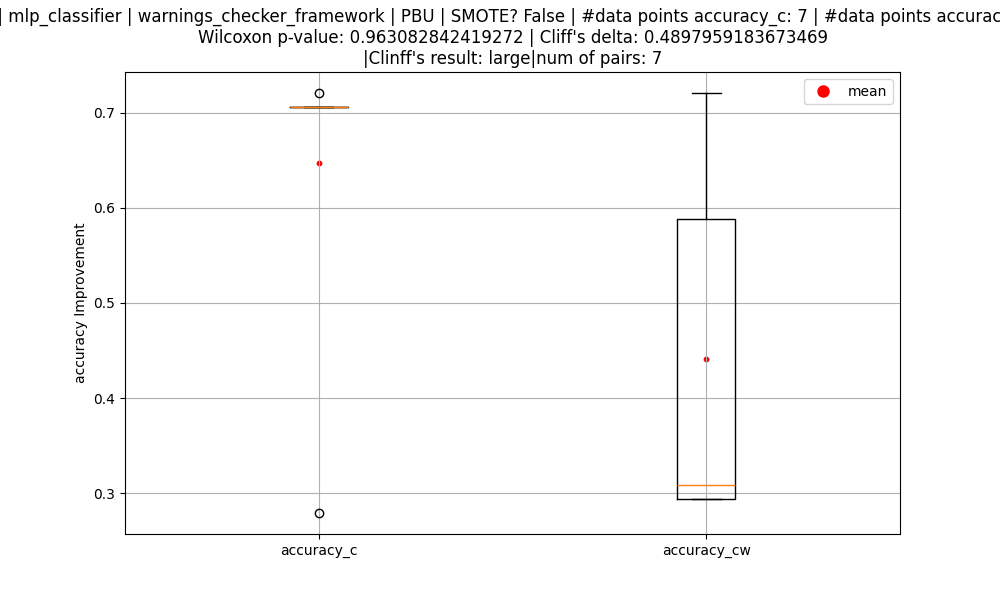 | mlp_classifier | warnings_checker_framework | PBU | SMOTE? False | #data points accuracy_c: 7 | #data points
Wilcoxon p-value: 0.963082842419272 | Cliff's delta: 0.4897959183673469
|Clinff's result: large|num of pairs: 7
mean
accuracy Improvement
0.7
0.6
0.5
0.4
0.3
accuracy_c
accuracy_cw